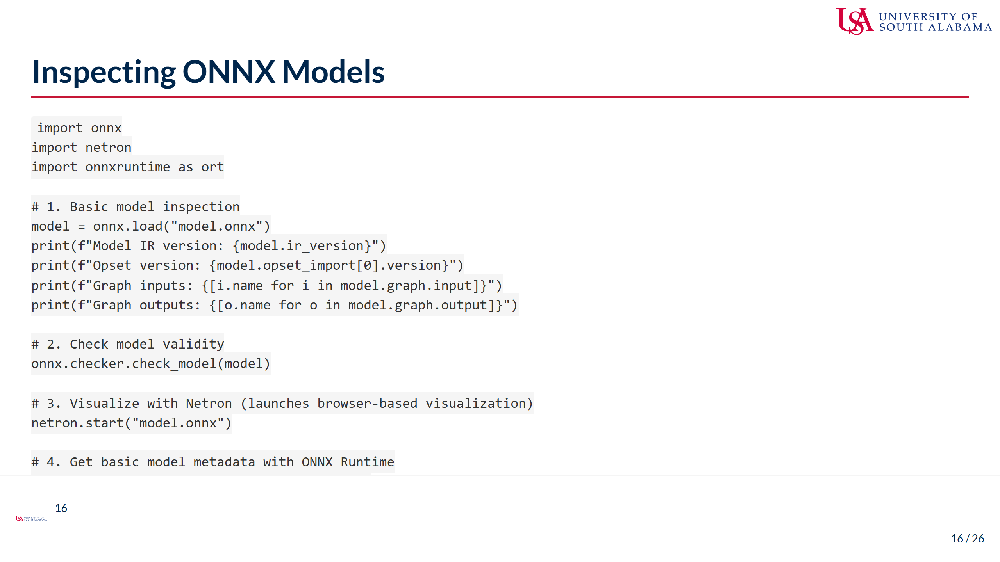 USA UNIVERSITY OF
SOUTH ALABAMA
Inspecting ONNX Models
import onnx
import netron
import onnxruntime as ort
# 1. Basic model inspection
model = onnx.load("model.onnx")
print(f"Model IR version: {model.ir_version}")
print(f"Opset version: {model.opset_import[0].version}")
print(f"Graph inputs: {[i.name for i in model.graph.input]}")
print(f"Graph outputs: {[o.name for o in model.graph.output]}")
# 2. Check model validity
onnx.checker.check_model(model)
# 3. Visualize with Netron (launches browser-based visualization)
netron.start("model.onnx")
# 4. Get basic model metadata with ONNX Runtime
16
USA UNIVERSITY OF
SOUTH ALABAMA
16 / 26